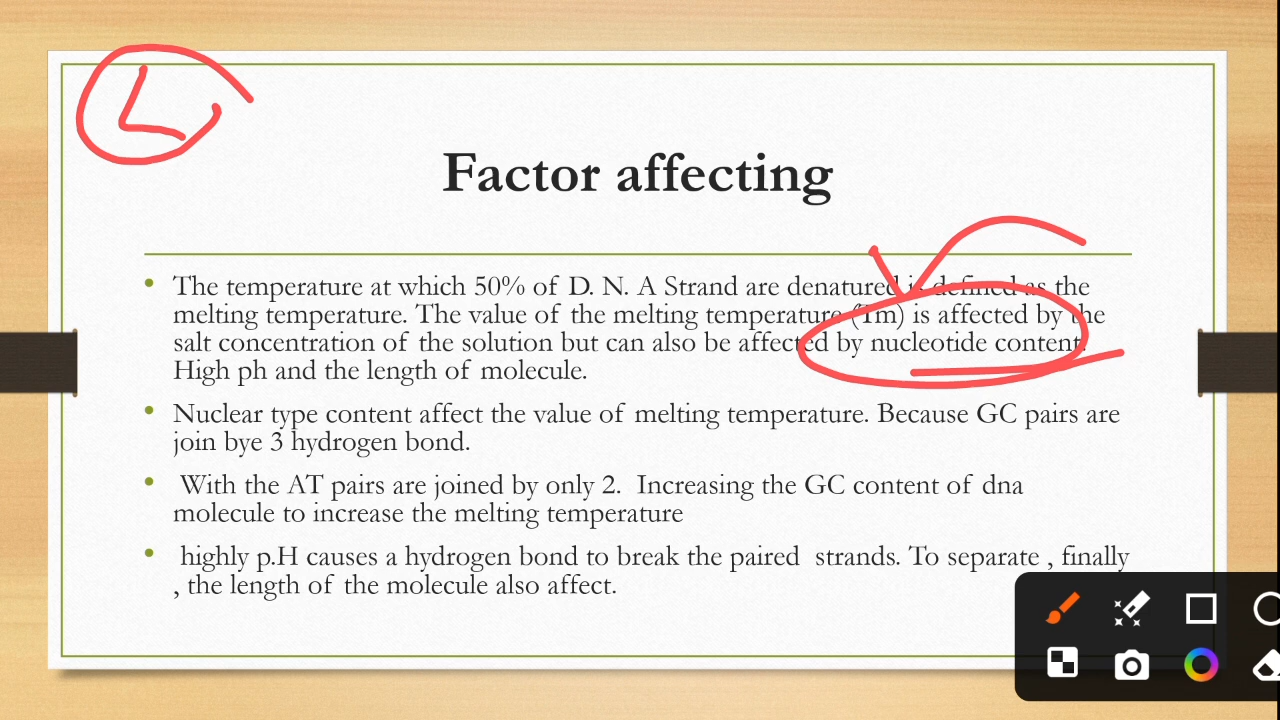 Factor affecting
• The temperature at which 50% of D. N. A Strand are denatured is defined as the
melting temperature. The value of the melting temperature (Tm) is affected by the
salt concentration of the solution but can also be affected by nucleotide content.
High ph and the length of molecule.
• Nuclear type content affect the value of melting temperature. Because GC pairs are
join bye 3 hydrogen bond.
• With the AT pairs are joined by only 2. Increasing the GC content of dna
molecule to increase the melting temperature
• highly p.H causes a hydrogen bond to break the paired strands. To separate , finally
, the length of the molecule also affect.